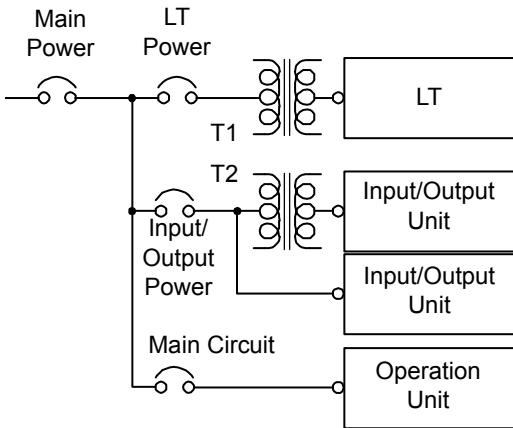 Main
Power
LT
Power
T1
LT
T2
Input/
Output
Power
Input/Output
Unit
Input/Output
Unit
Main Circuit
Operation
Unit